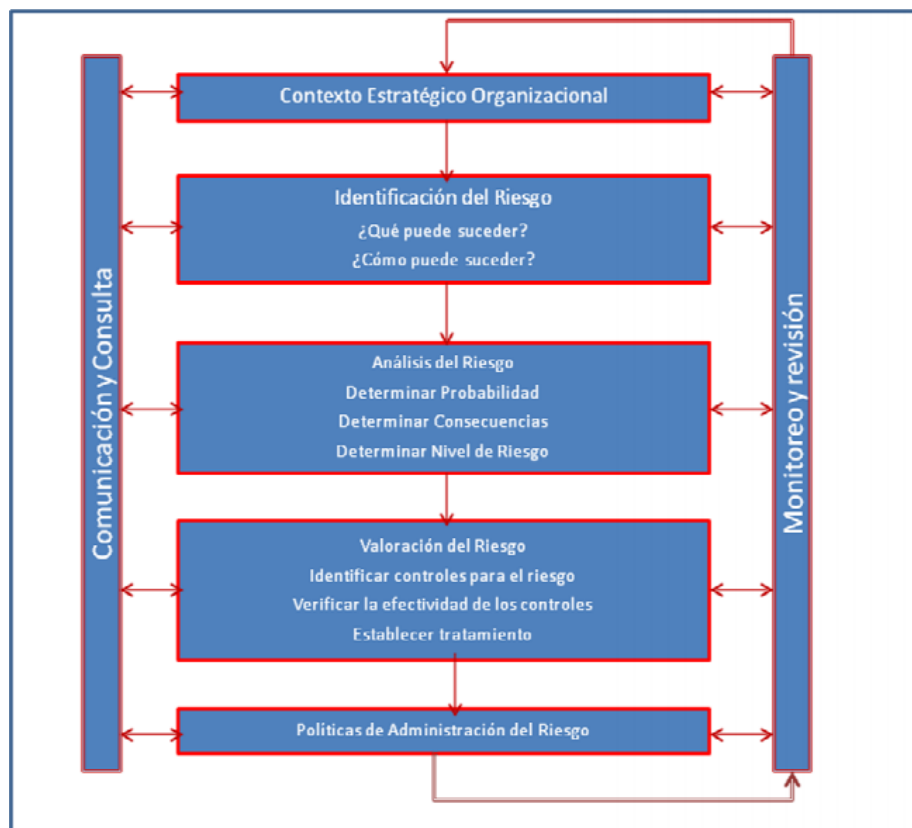 Contexto Estratégico Organizacional
Identificación del Riesgo
¿Qué puede suceder?
¿Cómo puede suceder?
Análisis del Riesgo
Determinar Probabilidad
Determinar Consecuencias
Determinar Nivel de Riesgo
Valoración del Riesgo
Identificar controles para el riesgo
Verificar la efectividad de los controles
Establecer tratamiento
Políticas de Administración del Riesgo
Comunicación y Consulta
Monitoreo y revisión